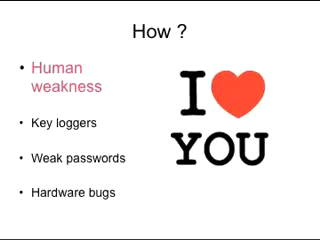 How ?
• Human
weakness
• Key loggers
• Weak passwords
• Hardware bugs
I ❤
YOU